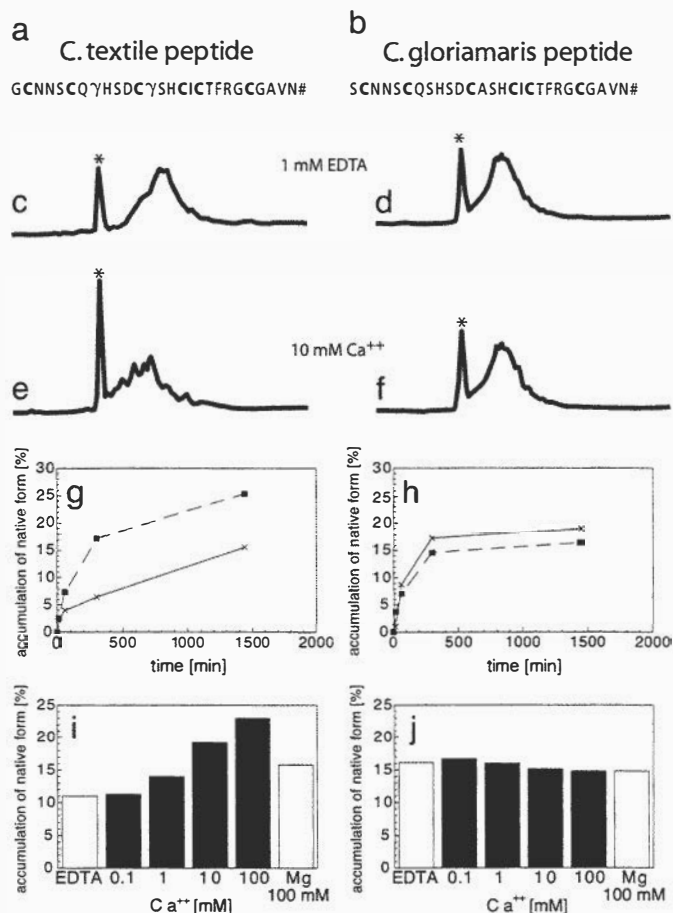 a
C. textile peptide
GCNNSCQγHSDCγSHCICTFRGCGAVN#
b
C. gloriamaris peptide
SCNNSCQSHSDCASHCICTFRGCGAVN#
*
*
1 mM EDTA
c
d
*
*
10 mM Ca++
e
f
accumulation of native form [%]
30
25
20
15
10
5
0
g
0 500 1000 1500 2000
time [min]
accumulation of native form [%]
30
25
20
15
10
5
0
h
0 500 1000 1500 2000
time [min]
accumulation of native form [%]
25
20
15
10
5
0
i
EDTA 0.1 1 10 100 Mg
100 mM
Ca++ [mM]
accumulation of native form [%]
25
20
15
10
5
0
j
EDTA 0.1 1 10 100 Mg
100 mM
Ca++ [mM]